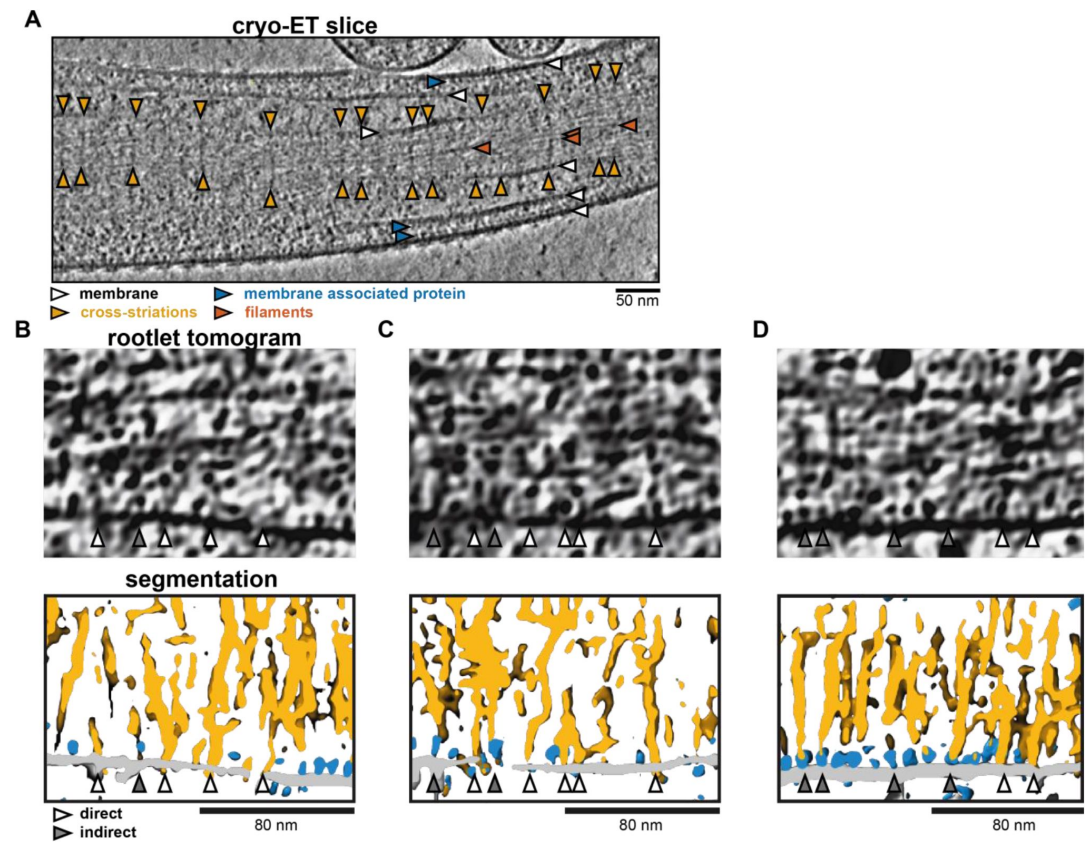 A
cryo-ET slice
membrane
membrane associated protein
cross-striations
filaments
50 nm
B
C
D
rootlet tomogram
segmentation
direct
indirect
80 nm
80 nm
80 nm